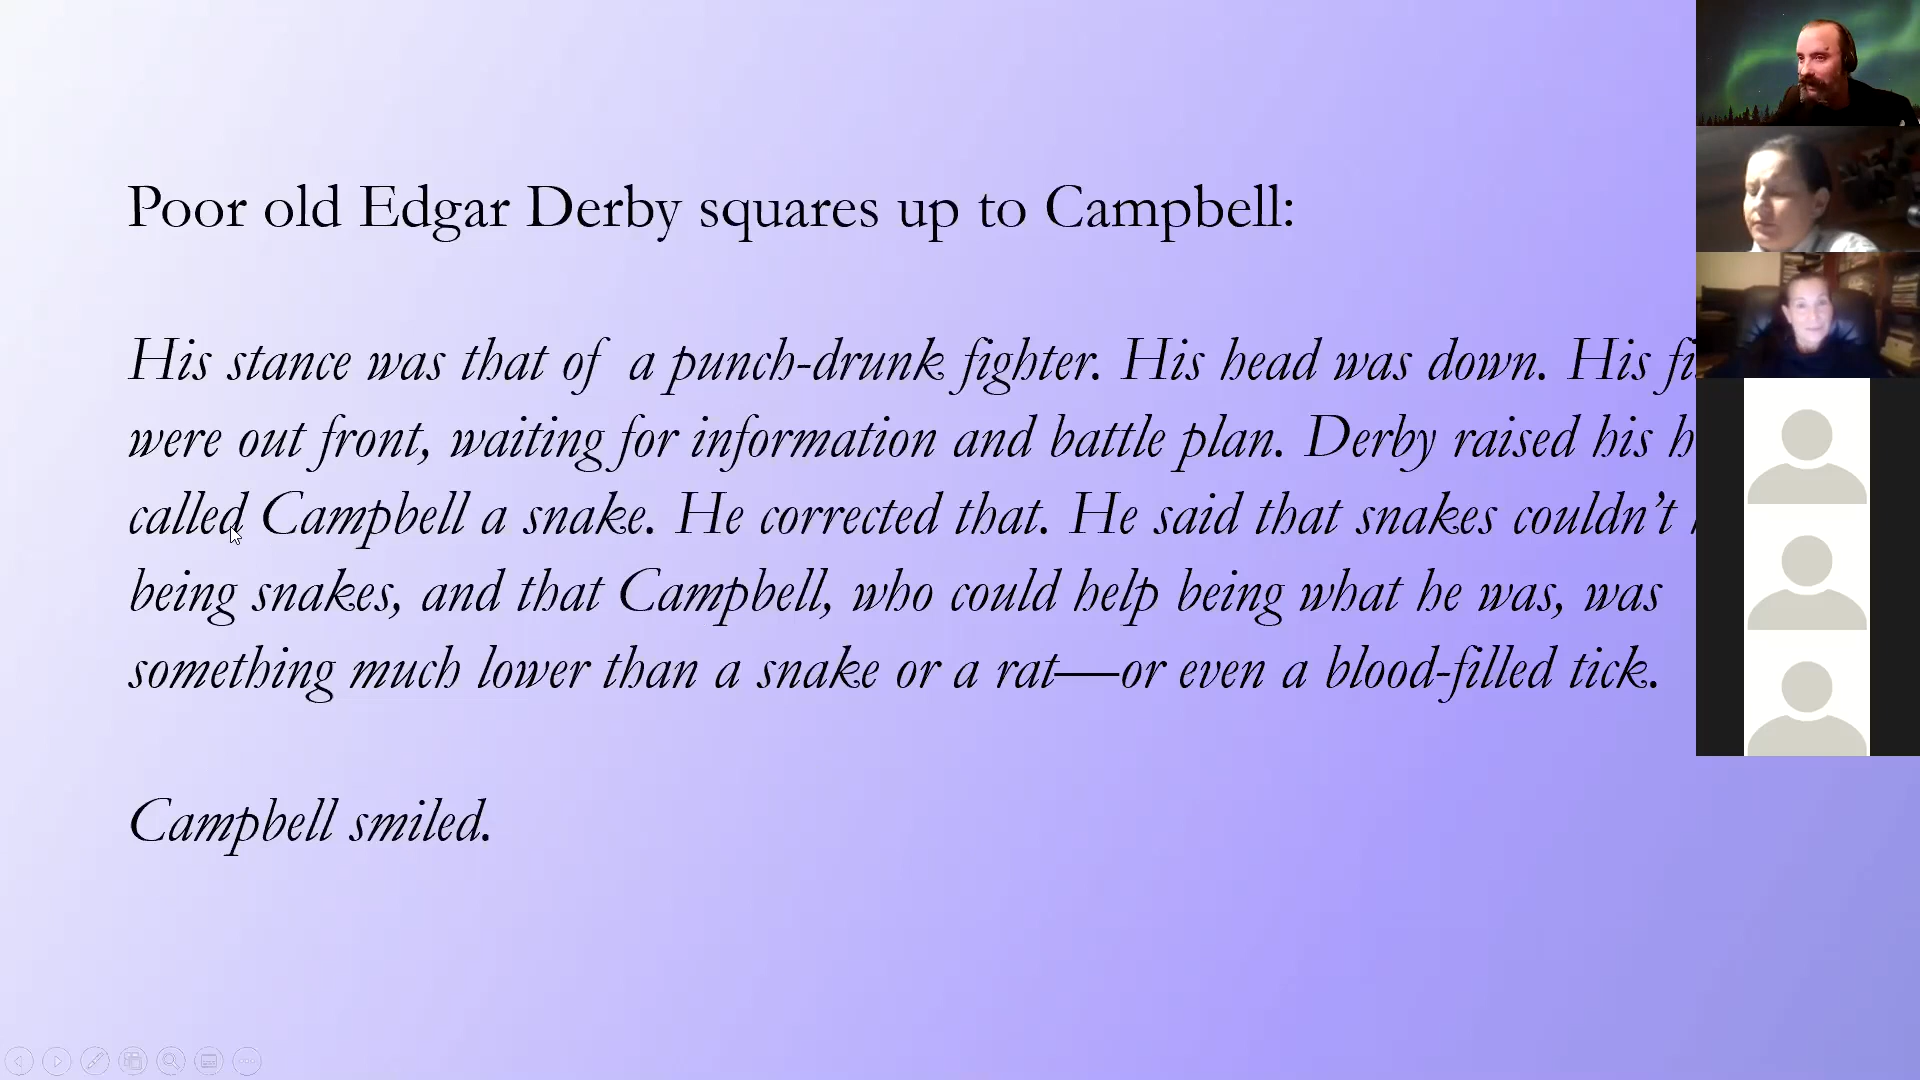 Poor old Edgar Derby squares up to Campbell:
His stance was that of a punch-drunk fighter. His head was down. His
were out front, waiting for information and battle plan. Derby raised his
called Campbell a snake. He corrected that. He said that snakes couldn’t
being snakes, and that Campbell, who could help being what he was, was
something much lower than a snake or a rat—or even a blood-filled tick.
Campbell smiled.